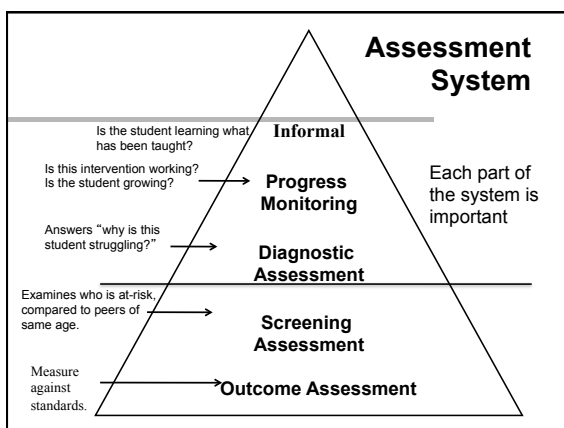 Assessment
System
Is the student learning what
has been taught?
Informal
Is this intervention working?
Is the student growing?
Progress
Monitoring
Each part
of the system is
important
Answers “why is this
student struggling?”
Diagnostic
Assessment
Examines who is at-risk,
compared to peers of
same age.
Screening
Assessment
Measure
against
standards.
Outcome Assessment